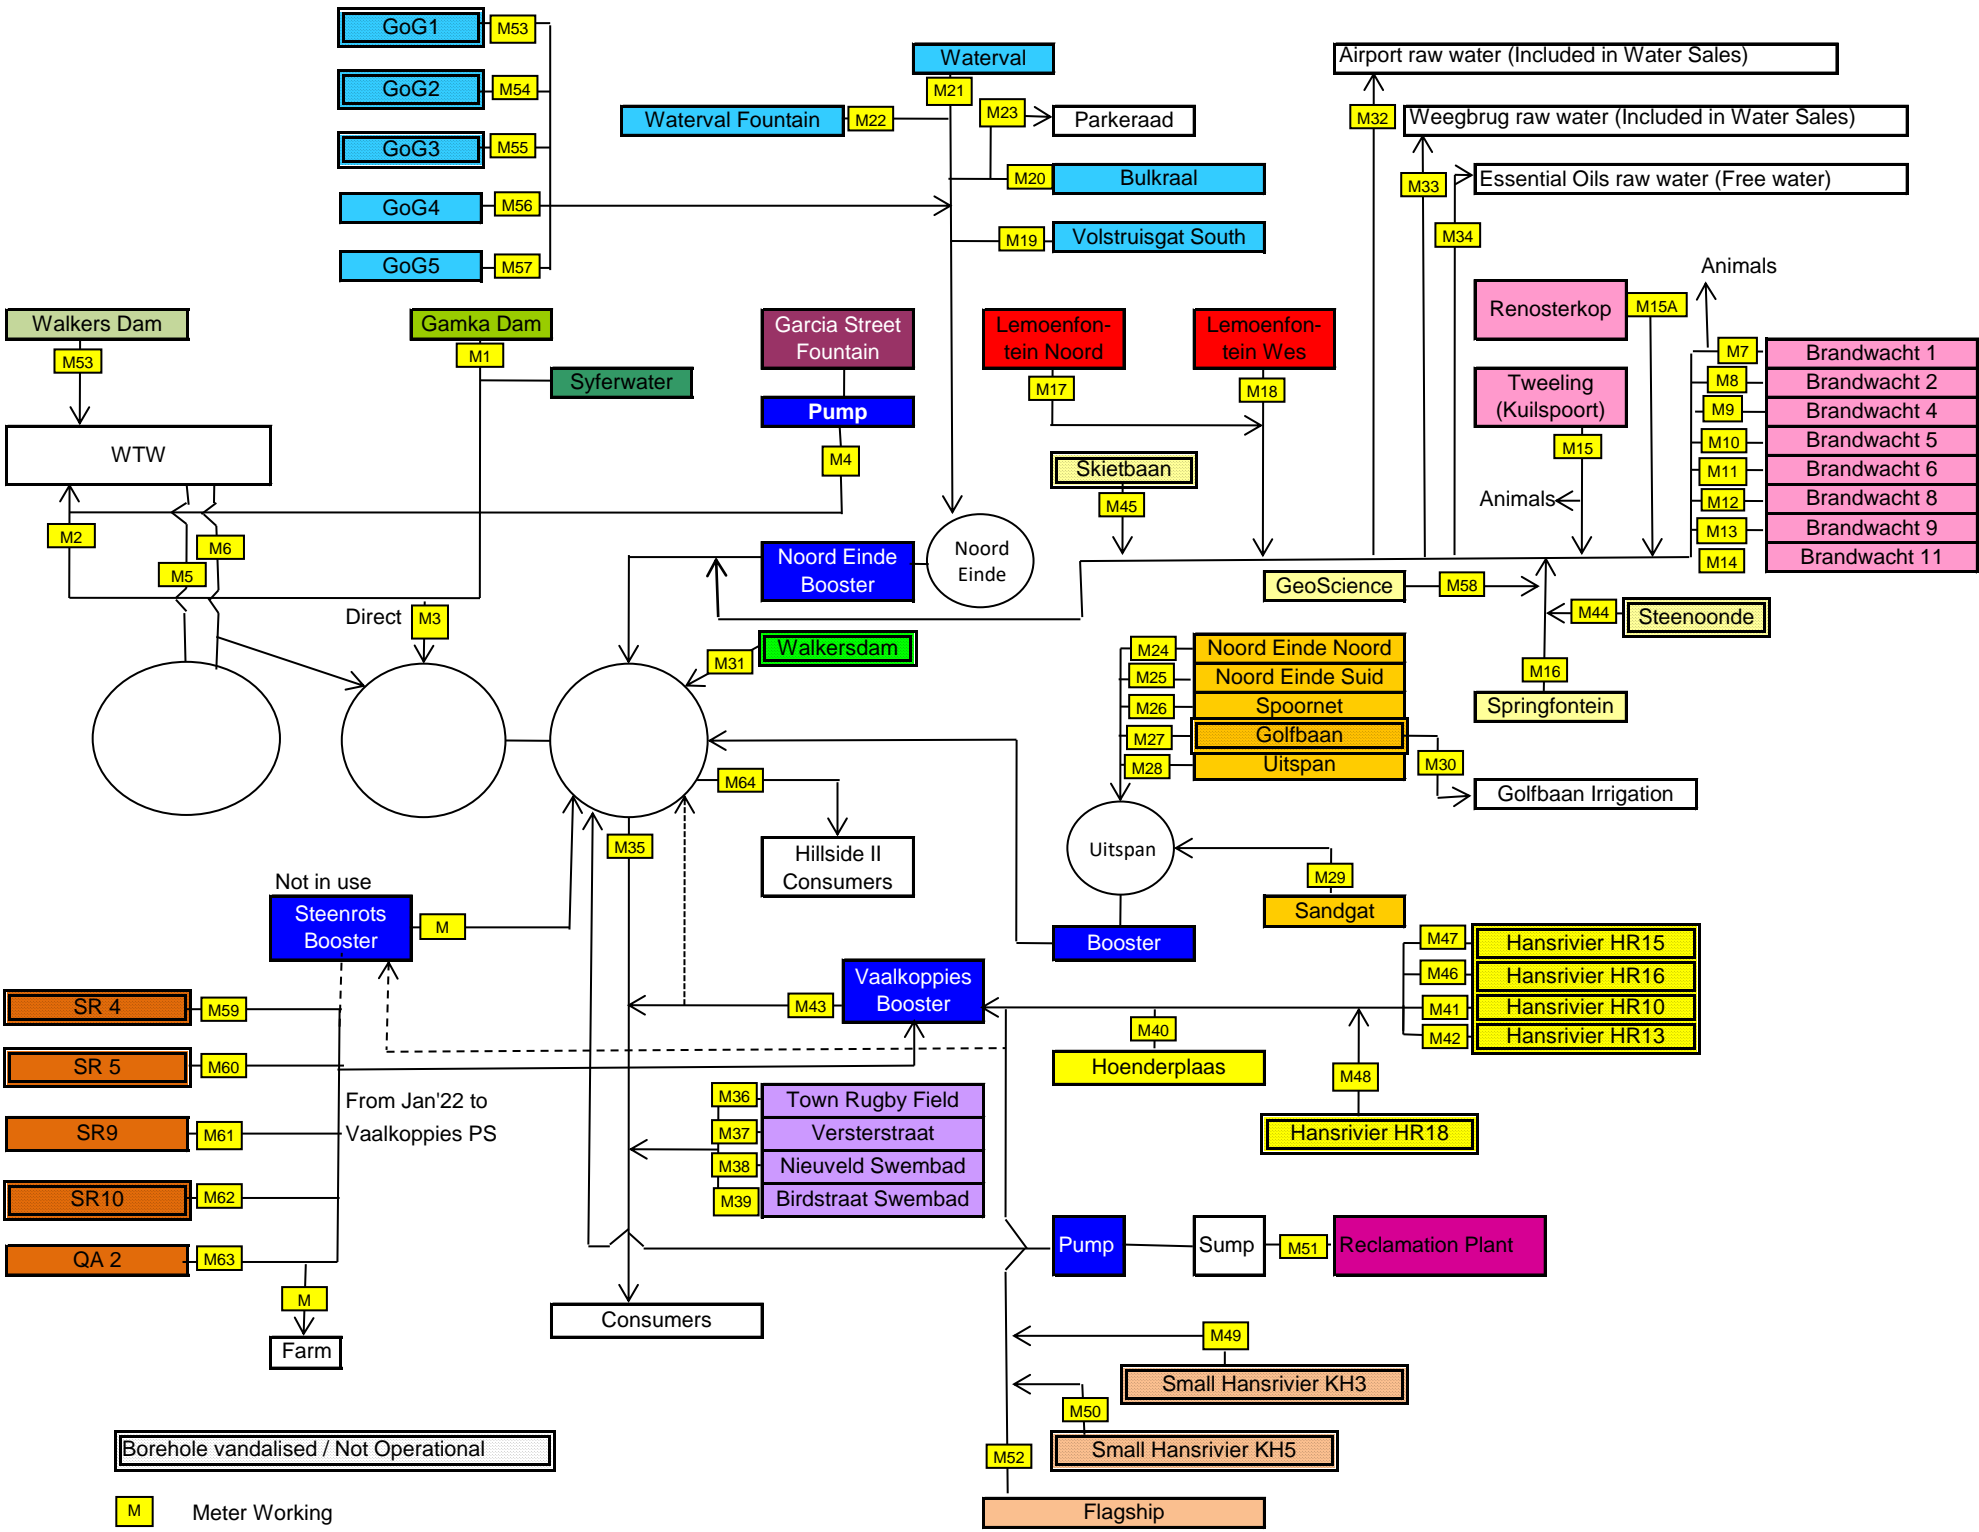 GoG1
M53
GoG2
M54
GoG3
M55
GoG4
M56
GoG5
M57
Waterval
M21
Waterval Fountain
M22
M23
Parkeraad
M20
Bulkraal
M19
Volstruisgat South
Airport raw water (Included in Water Sales)
M32
Weegbrug raw water (Included in Water Sales)
M33
Essential Oils raw water (Free water)
M34
Animals
Walkers Dam
M53
Gamka Dam
M1
Syferwater
Garcia Street
Fountain
Pump
M4
Lemoenfon-
tein Noord
M17
Lemoenfon-
tein Wes
M18
Renosterkop
M15A
Tweeling
(Kuilspoort)
M15
Animals
M7
Brandwacht 1
M8
Brandwacht 2
M9
Brandwacht 4
M10
Brandwacht 5
M11
Brandwacht 6
M12
Brandwacht 8
M13
Brandwacht 9
M14
Brandwacht 11
WTW
M2
M6
M5
Direct
M3
Skietbaan
M45
Noord Einde
Booster
Noord
Einde
GeoScience
M58
M44
Steenoonde
M16
Springfontein
Walkersdam
M31
M24
Noord Einde Noord
M25
Noord Einde Suid
M26
Spoornet
M27
Golfbaan
M28
Uitspan
M30
Golfbaan Irrigation
M64
Hillside II
Consumers
M35
Uitspan
M29
Sandgat
Booster
Not in use
Steenrots
Booster
M
Vaalkoppies
Booster
M43
M47
Hansrivier HR15
M46
Hansrivier HR16
M41
Hansrivier HR10
M42
Hansrivier HR13
M40
Hoenderplaas
M48
Hansrivier HR18
SR 4
M59
SR 5
M60
SR9
M61
SR10
M62
QA 2
M63
From Jan'22 to
Vaalkoppies PS
M
Farm
M36
Town Rugby Field
M37
Versterstraat
M38
Nieuveld Swembad
M39
Birdstraat Swembad
Pump
Sump
M51
Reclamation Plant
Consumers
M49
Small Hansrivier KH3
M50
Small Hansrivier KH5
M52
Flagship
Borehole vandalised / Not Operational
M
Meter Working